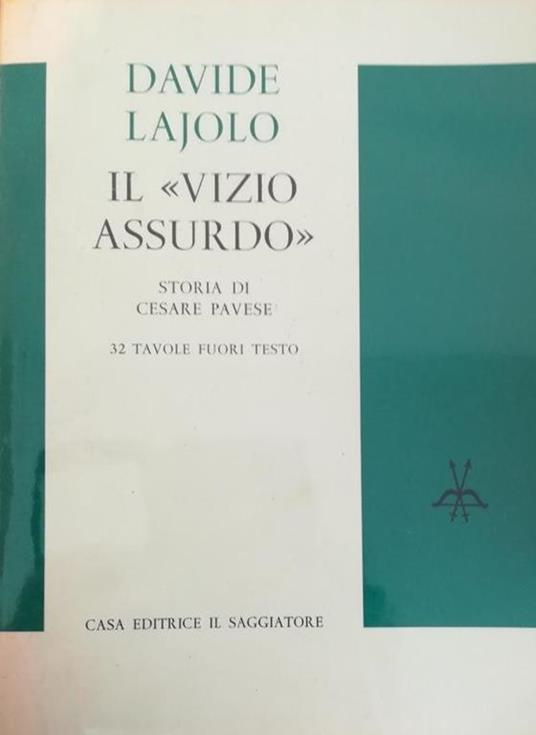 DAVIDE
LAJOLO
IL «VIZIO
ASSURDO»
STORIA DI
CESARE PAVESE
32 TAVOLE FUORI TESTO
CASA EDITRICE IL SAGGIATORE